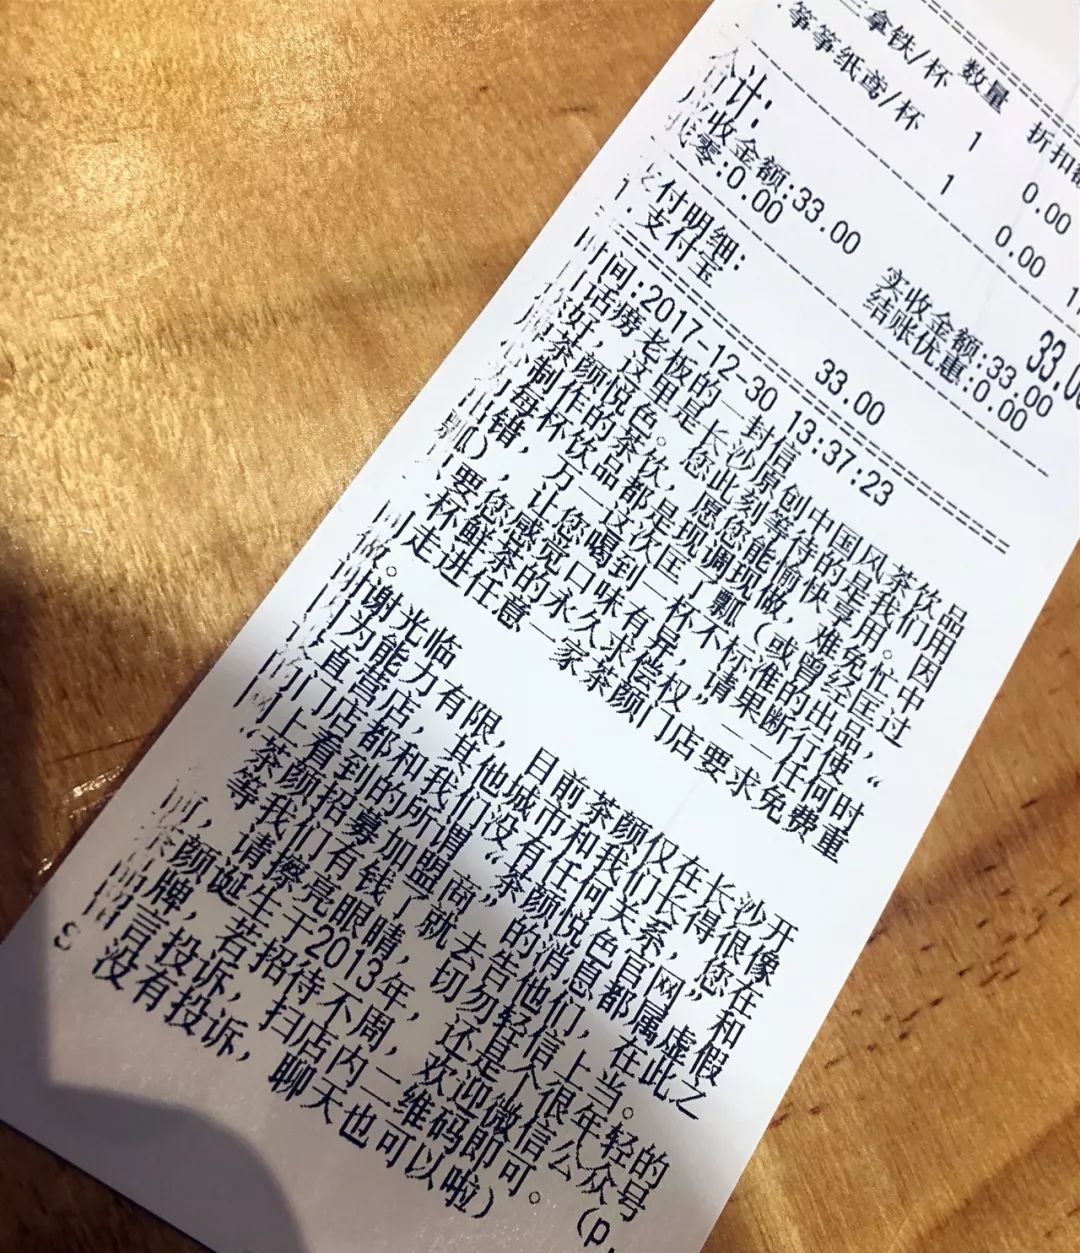 数量 折扣额
兰拿铁/杯 1 0.00
筝筝纸鸢/杯 1 0.00 1
合计: 33.0
应收金额:33.00 实收金额:33.00
找零:0.00 结账优惠:0.00
支付明细:
1.支付宝 33.00
时间:2017-12-30 13:37:23
话痨老板的一封信
您好,这里是长沙原创中国风茶饮品
牌茶颜悦色。您此刻等待的是我们用
心制作的茶饮,愿您能愉快享用。因
每杯饮品都是现调现做,难免忙中
出错,万一这次匡了瓢(或曾经匡过
瓢),让您喝到一杯不标准的出品,
要您感觉口味有异,请果断行使“
一杯鲜茶的永久求偿权”——任何时
间走进任意一家茶颜门店要求免费重
做。
谢谢光临
因为能力有限,目前茶颜仅在长沙开
直营店,其他城市和我们长得很像
的门店都和我们没有任何关系,您在
网上看到的所谓“茶颜悦色官网”和
“茶颜招募加盟商”的消息都属虚假
等我们有钱了就去告他们,在此之
前,请擦亮眼睛,切勿轻信上当。
茶颜诞生于2013年,还是个很年轻的
品牌,若招待不周,欢迎微信公众号
留言投诉,扫店内二维码即可。(p.
S 没有投诉,聊天也可以啦)